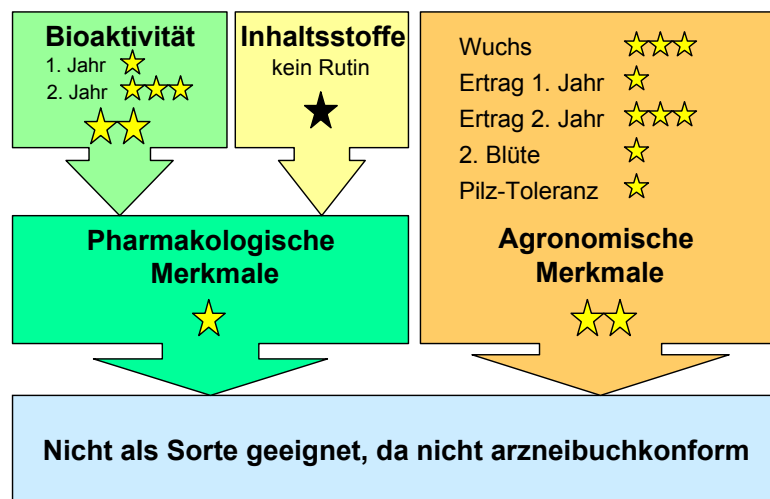 Bioaktivität
1. Jahr
2. Jahr
Inhaltsstoffe
kein Rutin
Wuchs
Ertrag 1. Jahr
Ertrag 2. Jahr
2. Blüte
Pilz-Toleranz
Pharmakologische
Merkmale
Agronomische
Merkmale
Nicht als Sorte geeignet, da nicht arzneibuchkonform